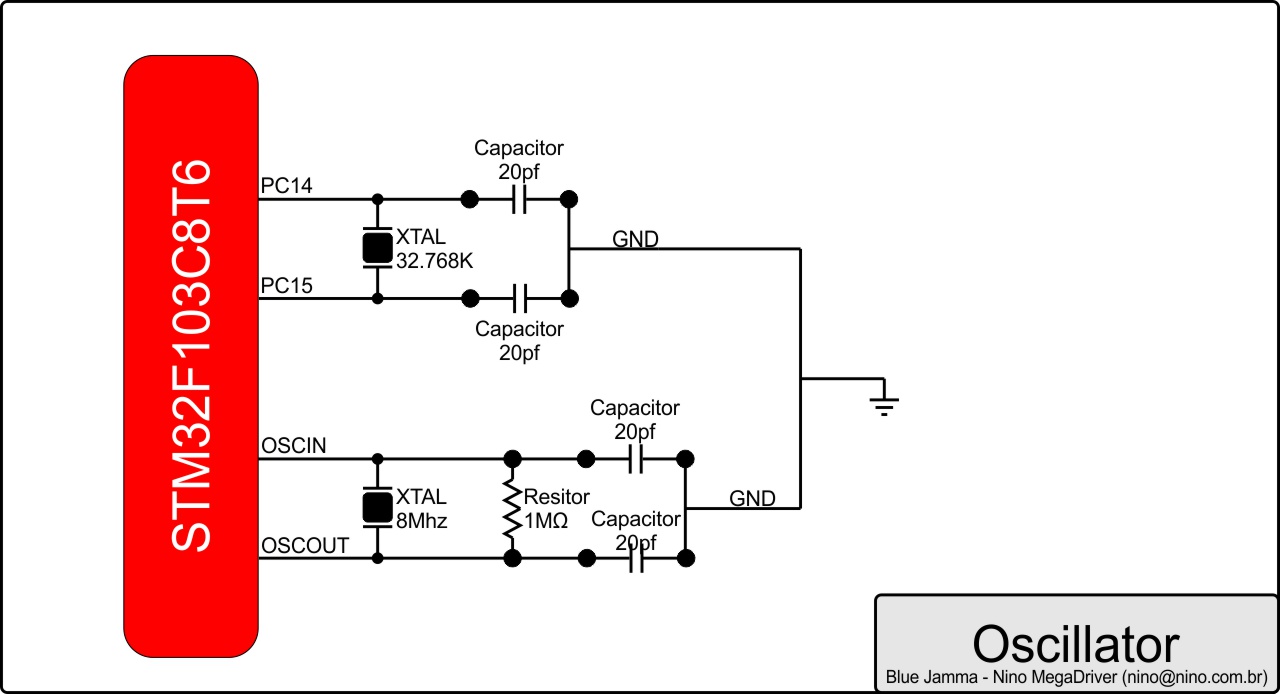 STM32F103C8T6
Capacitor
20pf
PC14
XTAL
32.768K
GND
PC15
Capacitor
20pf
Capacitor
20pf
OSCIN
XTAL
8Mhz
Resitor
1MΩ
GND
Capacitor
20pf
OSCOUT
Oscillator
Blue Jamma - Nino MegaDriver (nino@nino.com.br)